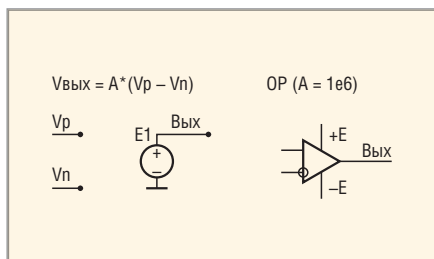 Vвых = A*(Vp – Vn)
OP (A = 1e6)
Vp
E1
Вых
+
–
Vn
+E
Вых
–E